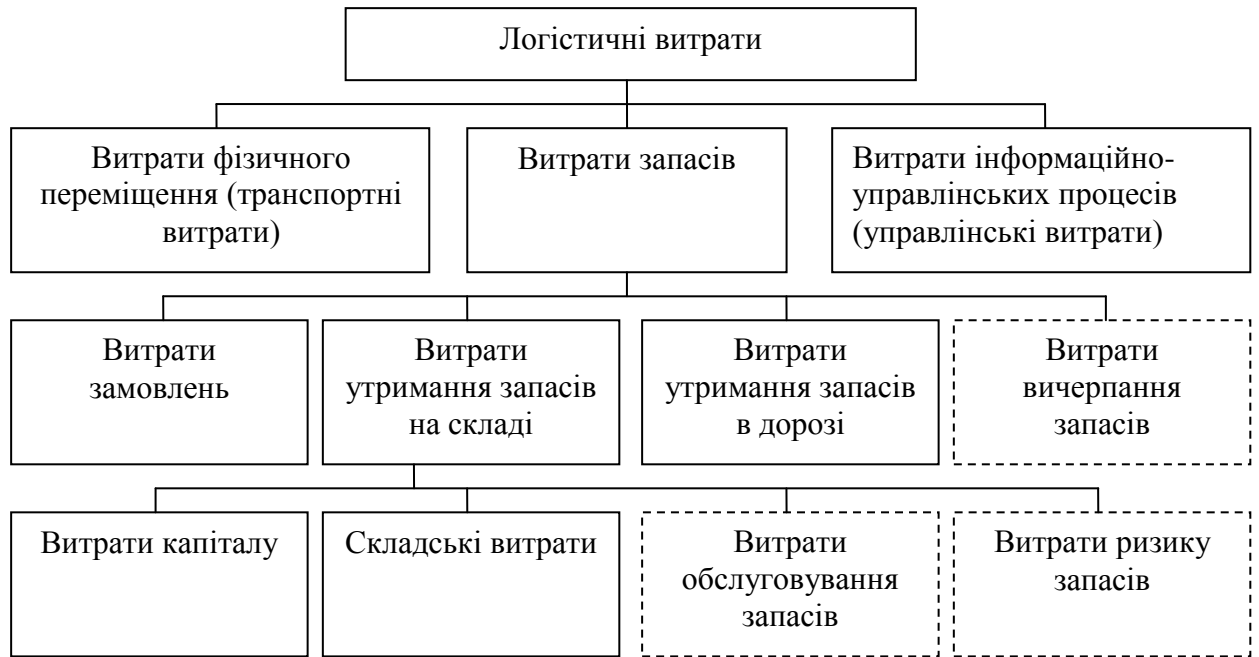 Логістичні витрати
Витрати фізичного
переміщення (транспортні
витрати)
Витрати запасів
Витрати інформаційно-
управлінських процесів
(управлінські витрати)
Витрати
замовлень
Витрати
утримання запасів
на складі
Витрати
утримання запасів
в дорозі
Витрати
вичерпання
запасів
Витрати капіталу
Складські витрати
Витрати
обслуговування
запасів
Витрати ризику
запасів